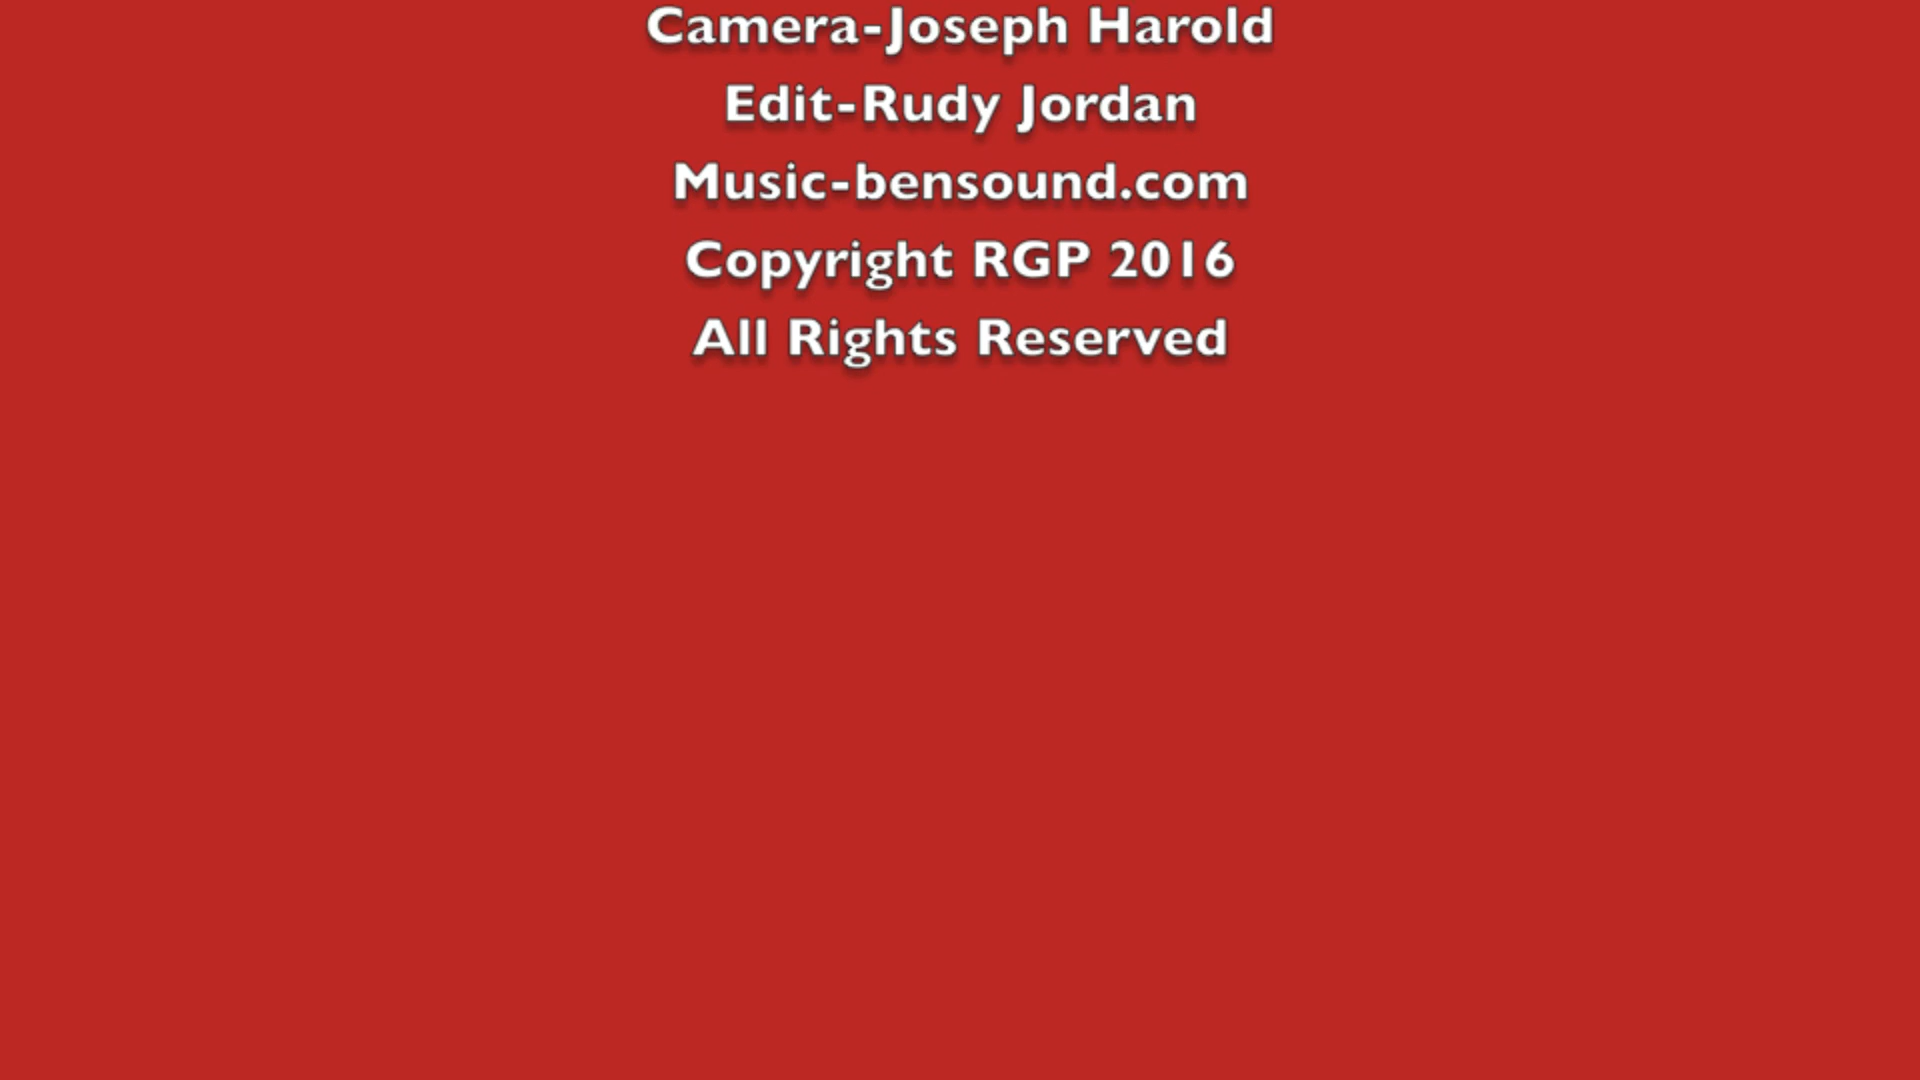 Camera-Joseph Harold
Edit-Rudy Jordan
Music-bensound.com
Copyright RGP 2016
All Rights Reserved